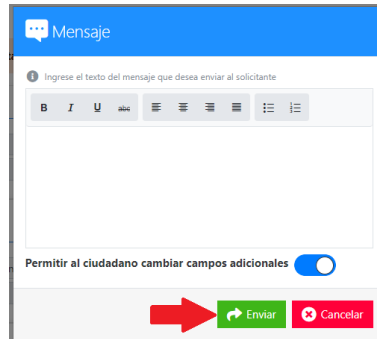 Mensaje
Ingrese el texto del mensaje que desea enviar al solicitante
B I U abc
Permitir al ciudadano cambiar campos adicionales
Enviar Cancelar